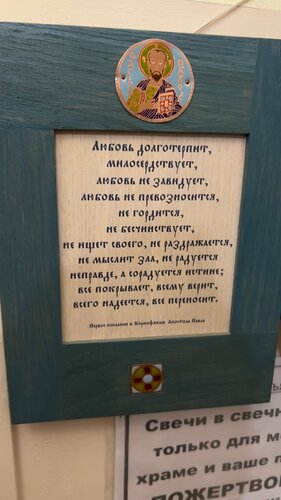 Любовь долготерпит,
милосердствует,
любовь не завидует,
любовь не превозносится,
не гордится,
не бесчинствует,
не ищет своего, не раздражается,
не мыслит зла, не радуется
неправде, а сорадуется истине;
все покрывает, всему верит,
всего надеется, все переносит.
Первое послание к Коринфянам Апостола Павла
Свечи в свечн
только для м
храме и ваше п
ПОЖЕРТВО